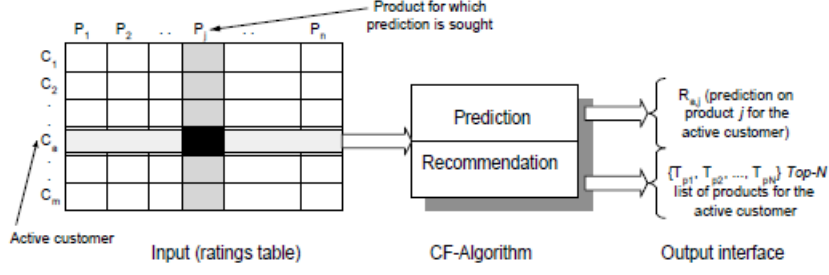 Product for which
prediction is sought
P1 P2 . . Pj . . Pn
C1
C2
.
.
Ca
.
.
Cm
Active customer
Prediction
Recommendation
Ra,j (prediction on
product j for the
active customer)
{Tp1, Tp2, ..., TpN} Top-N
list of products for the
active customer
Input (ratings table)
CF-Algorithm
Output interface